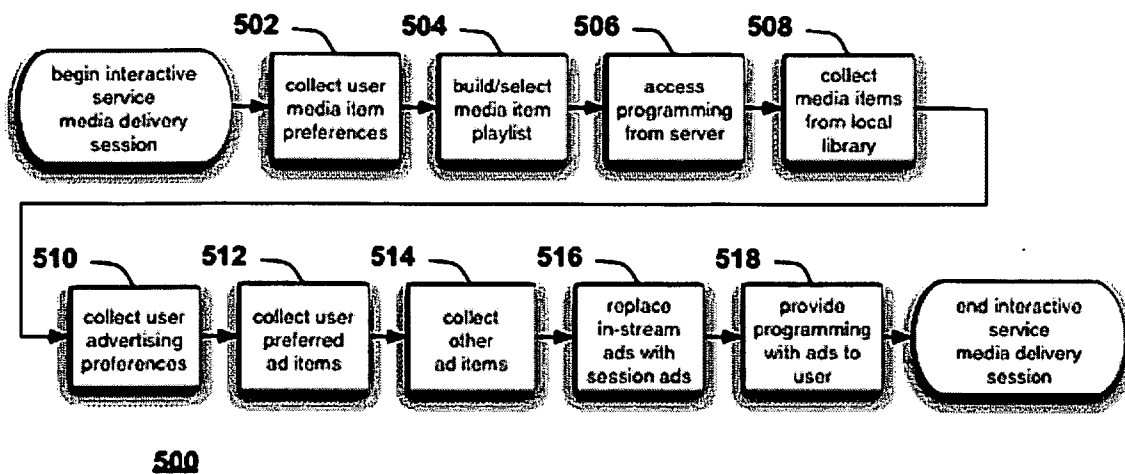 502
504
506
508
begin interactive
service
media delivery
session
collect user
media item
preferences
build/select
media item
playlist
access
programming
from server
collect
media items
from local
library
510
512
514
516
518
collect user
advertising
preferences
collect user
preferred
ad items
collect
other
ad items
replace
in-stream
ads with
session ads
provide
programming
with ads to
user
end interactive
service
media delivery
session
500